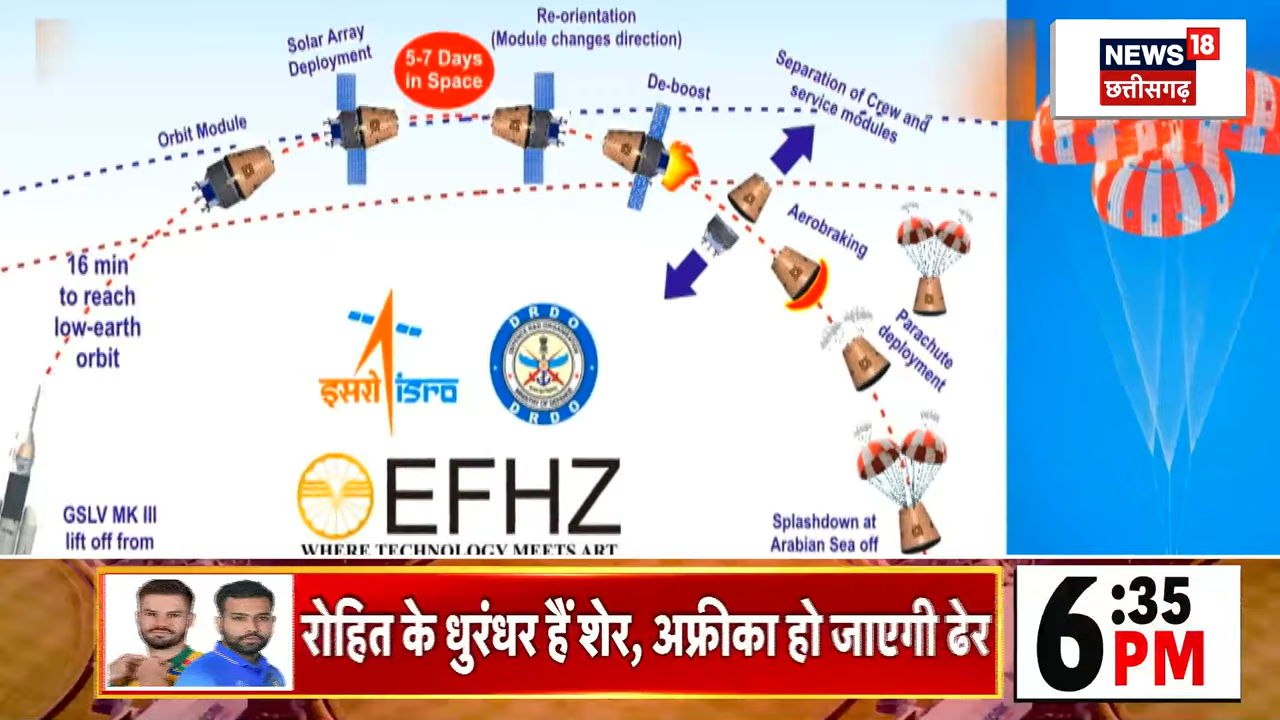 Re-orientation
(Module changes direction)
Solar Array
Deployment
5-7 Days
in Space
De-boost
Separation of Crew and
service modules
NEWS 18
छत्तीसगढ़
Orbit Module
Aerobraking
16 min
to reach
low-earth
orbit
Parachute
deployment
इसरो isro
DRDO
DRDO
EFHZ
WHERE TECHNOLOGY MEETS ART
GSLV MK III
lift off from
Splashdown at
Arabian Sea off
रोहित के धुरंधर हैं शेर, अफ्रीका हो जाएगी ढेर
6:35
PM